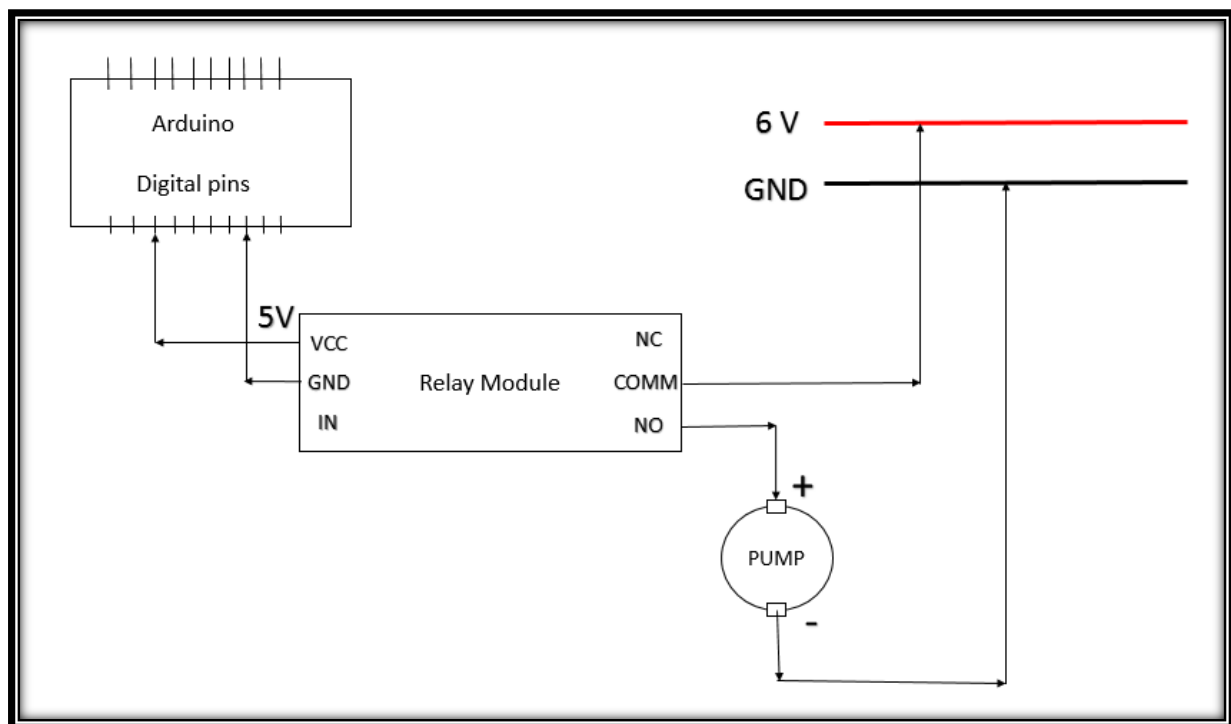 Arduino
Digital pins
6 V
GND
5V
VCC
GND
IN
Relay Module
NC
COMM
NO
+
PUMP
-